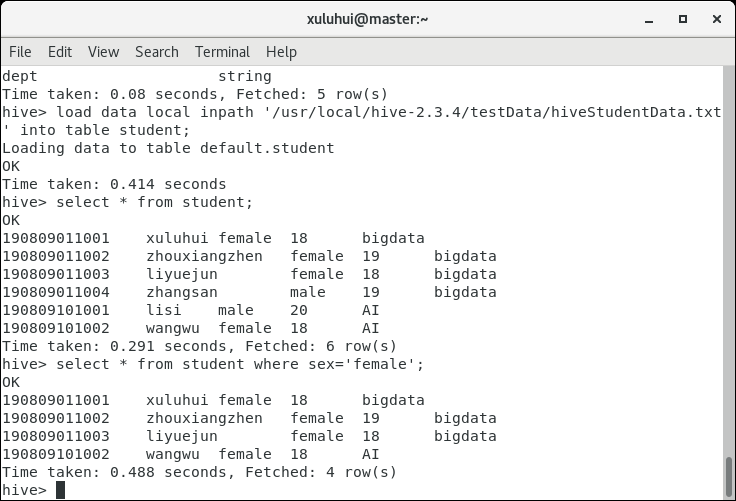 xuluhui@master:~
File Edit View Search Terminal Help
dept string
Time taken: 0.08 seconds, Fetched: 5 row(s)
hive> load data local inpath '/usr/local/hive-2.3.4/testData/hiveStudentData.txt
' into table student;
Loading data to table default.student
OK
Time taken: 0.414 seconds
hive> select * from student;
OK
190809011001 xuluhui female 18 bigdata
190809011002 zhouxiangzhen female 19 bigdata
190809011003 liyuejun female 18 bigdata
190809011004 zhangsan male 19 bigdata
190809101001 lisi male 20 AI
190809101002 wangwu female 18 AI
Time taken: 0.291 seconds, Fetched: 6 row(s)
hive> select * from student where sex='female';
OK
190809011001 xuluhui female 18 bigdata
190809011002 zhouxiangzhen female 19 bigdata
190809011003 liyuejun female 18 bigdata
190809101002 wangwu female 18 AI
Time taken: 0.488 seconds, Fetched: 4 row(s)
hive>